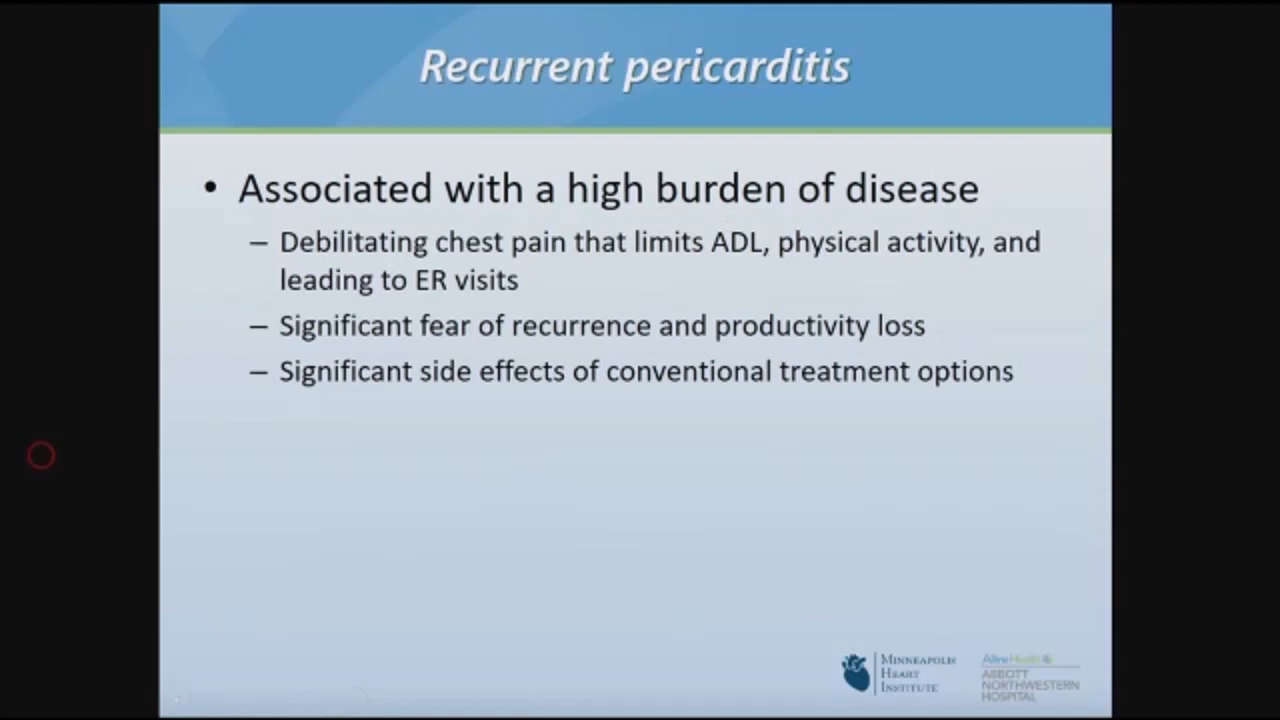 Recurrent pericarditis
• Associated with a high burden of disease
– Debilitating chest pain that limits ADL, physical activity, and
leading to ER visits
– Significant fear of recurrence and productivity loss
– Significant side effects of conventional treatment options
MINNEAPOLIS
HEART
INSTITUTE
Allina Health
ABBOTT
NORTHWESTERN
HOSPITAL